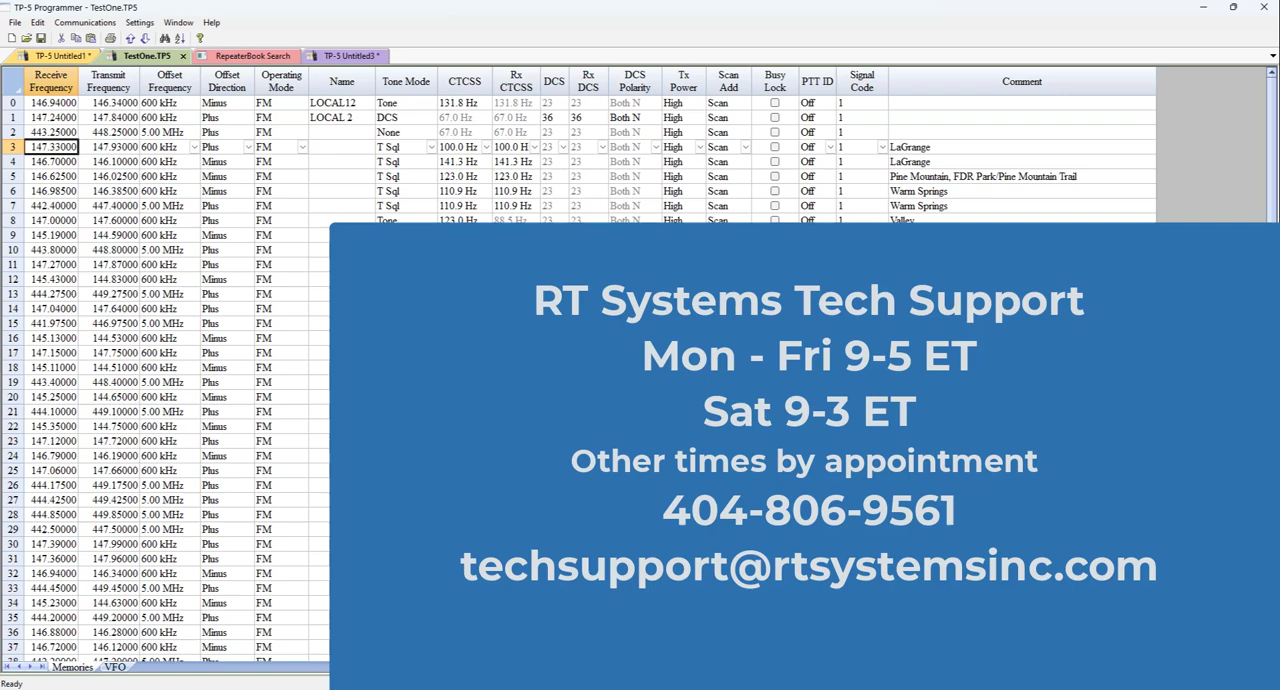 TP-5 Programmer - TestOne.TP5
File Edit Communications Settings Window Help
TP-5 Untitled1 * TestOne.TP5 × RepeaterBook Search TP-5 Untitled3 *
Receive Frequency Transmit Frequency Offset Frequency Offset Direction Operating Mode Name Tone Mode CTCSS Rx CTCSS DCS Rx DCS DCS Polarity Tx Power Scan Add Busy Lock PTT ID Signal Code Comment
0 146.94000 146.34000 600 kHz Minus FM LOCAL12 Tone 131.8 Hz 131.8 Hz 23 23 Both N High Scan Off 1
1 147.24000 147.84000 600 kHz Plus FM LOCAL 2 DCS 67.0 Hz 67.0 Hz 36 36 Both N High Scan Off 1
2 443.25000 448.25000 5.00 MHz Plus FM None 67.0 Hz 67.0 Hz 23 23 Both N High Scan Off 1
3 147.33000 147.93000 600 kHz Plus FM T Sql 100.0 Hz 100.0 H 23 23 Both N High Scan Off 1 LaGrange
4 146.70000 146.10000 600 kHz Minus FM T Sql 141.3 Hz 141.3 Hz 23 23 Both N High Scan Off 1 LaGrange
5 146.62500 146.02500 600 kHz Minus FM T Sql 123.0 Hz 123.0 Hz 23 23 Both N High Scan Off 1 Pine Mountain, FDR Park/Pine Mountain Trail
6 146.98500 146.38500 600 kHz Minus FM T Sql 110.9 Hz 110.9 Hz 23 23 Both N High Scan Off 1 Warm Springs
7 442.40000 447.40000 5.00 MHz Plus FM T Sql 110.9 Hz 110.9 Hz 23 23 Both N High Scan Off 1 Warm Springs
8 147.00000 147.60000 600 kHz Plus FM Tone 123.0 Hz 88.5 Hz 23 23 Both N High Scan Off 1 Valley
9 145.19000 144.59000 600 kHz Minus FM
10 443.80000 448.80000 5.00 MHz Plus FM
11 147.27000 147.87000 600 kHz Plus FM
12 145.43000 144.83000 600 kHz Minus FM
13 444.27500 449.27500 5.00 MHz Plus FM
14 147.04000 147.64000 600 kHz Plus FM
15 441.97500 446.97500 5.00 MHz Plus FM
16 145.13000 144.53000 600 kHz Minus FM
17 147.15000 147.75000 600 kHz Plus FM
18 145.11000 144.51000 600 kHz Minus FM
19 443.40000 448.40000 5.00 MHz Plus FM
20 145.25000 144.65000 600 kHz Minus FM
21 444.10000 449.10000 5.00 MHz Plus FM
22 145.35000 144.75000 600 kHz Minus FM
23 147.12000 147.72000 600 kHz Plus FM
24 146.79000 146.19000 600 kHz Minus FM
25 147.06000 147.66000 600 kHz Plus FM
26 444.17500 449.17500 5.00 MHz Plus FM
27 444.42500 449.42500 5.00 MHz Plus FM
28 444.85000 449.85000 5.00 MHz Plus FM
29 442.50000 447.50000 5.00 MHz Plus FM
30 147.39000 147.99000 600 kHz Plus FM
31 147.36000 147.96000 600 kHz Plus FM
32 146.94000 146.34000 600 kHz Minus FM
33 444.45000 449.45000 5.00 MHz Plus FM
34 145.23000 144.63000 600 kHz Minus FM
35 444.20000 449.20000 5.00 MHz Plus FM
36 146.88000 146.28000 600 kHz Minus FM
37 146.72000 146.12000 600 kHz Minus FM
Memories VFO
Ready
RT Systems Tech Support
Mon - Fri 9-5 ET
Sat 9-3 ET
Other times by appointment
404-806-9561
techsupport@rtsystemsinc.com